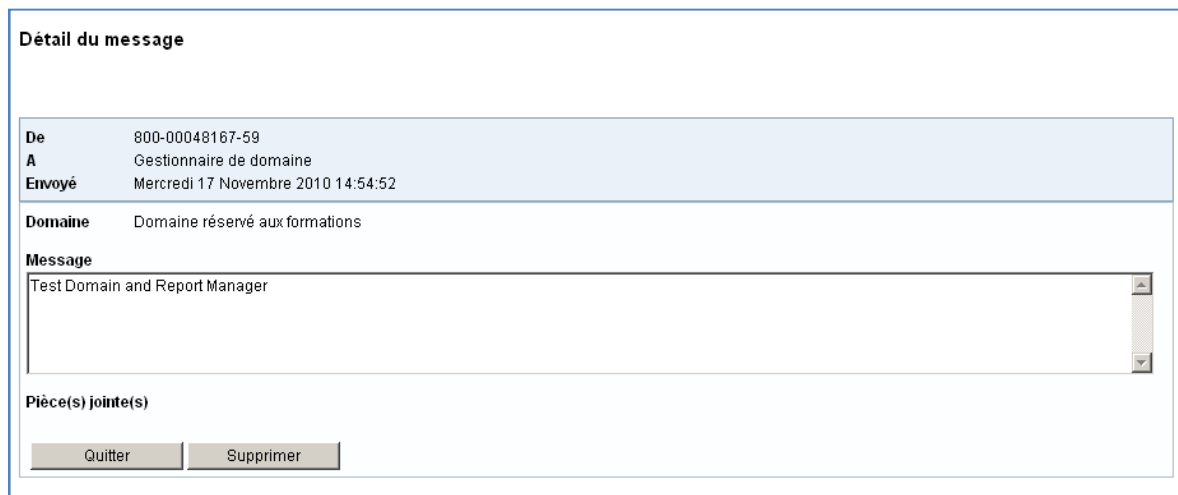 Détail du message
De 800-00048167-59
A Gestionnaire de domaine
Envoyé Mercredi 17 Novembre 2010 14:54:52
Domaine Domaine réservé aux formations
Message
Test Domain and Report Manager
Pièce(s) jointe(s)
Quitter Supprimer